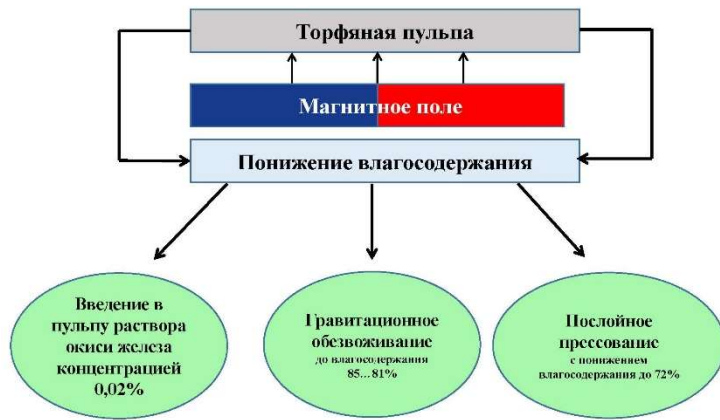 Торфяная пульпа
Магнитное поле
Понижение влагосодержания
Введение в
пульпу раствора
окиси железа
концентрацией
0,02%
Гравитационное
обезвоживание
до влагосодержания
85...81%
Послойное
прессование
с понижением
влагосодержания до 72%